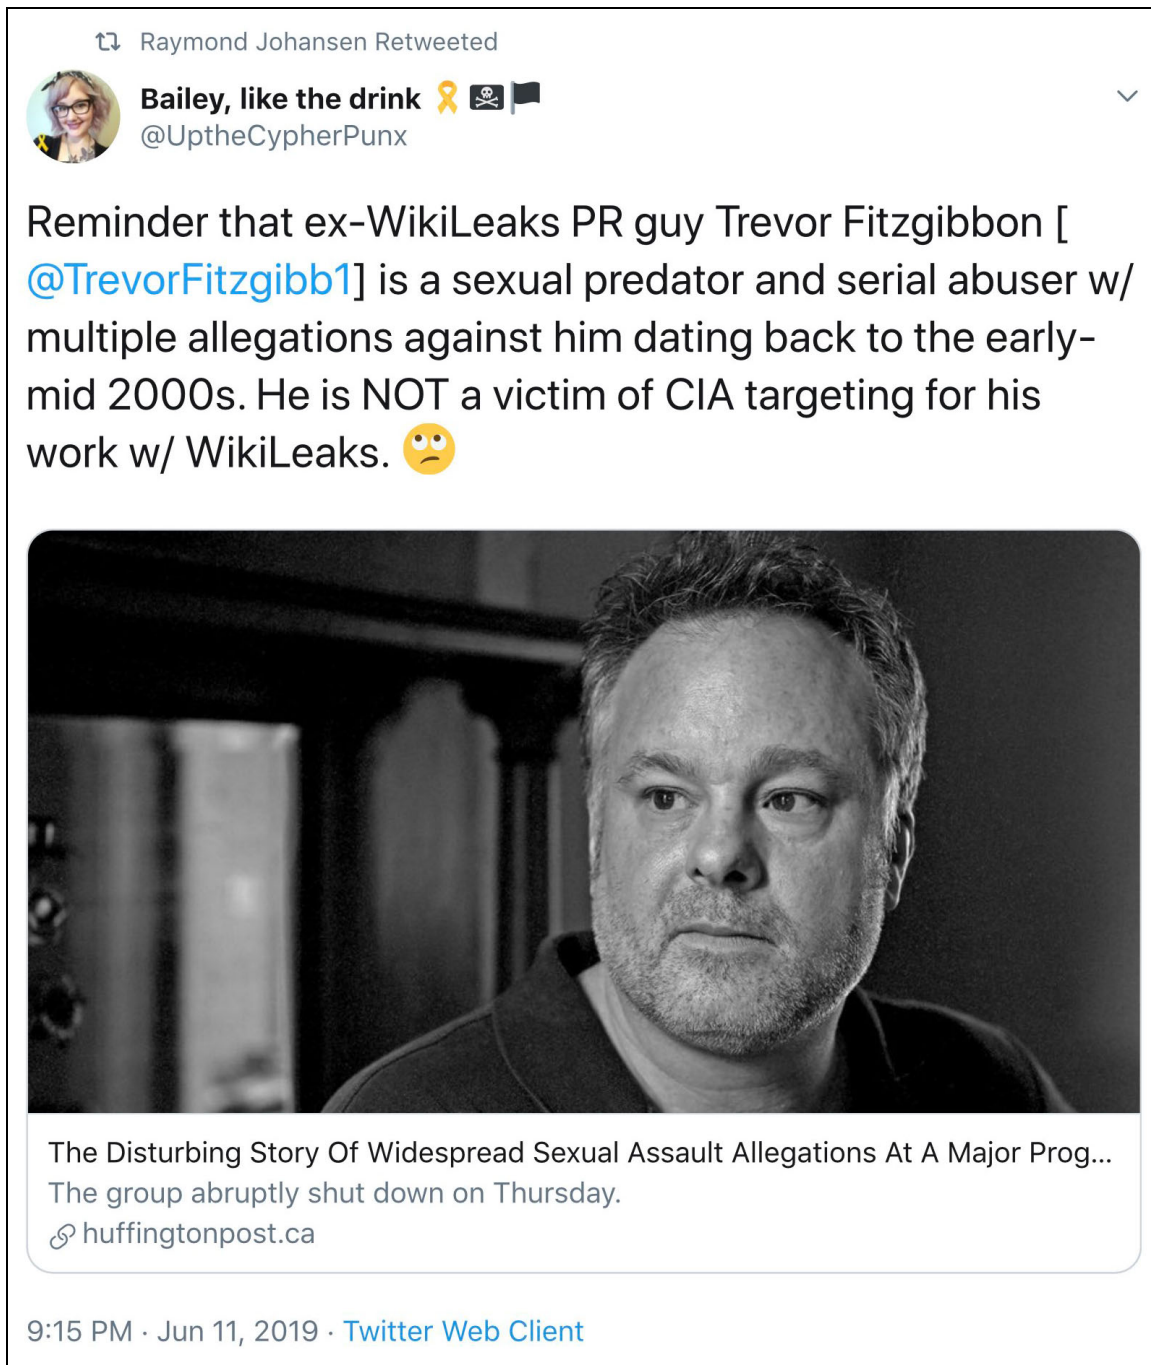 Raymond Johansen Retweeted
Bailey, like the drink 🎗️🏴‍☠️🏴
@UptheCypherPunx
Reminder that ex-WikiLeaks PR guy Trevor Fitzgibbon [
@TrevorFitzgibb1] is a sexual predator and serial abuser w/
multiple allegations against him dating back to the early-
mid 2000s. He is NOT a victim of CIA targeting for his
work w/ WikiLeaks. 🙄
The Disturbing Story Of Widespread Sexual Assault Allegations At A Major Prog...
The group abruptly shut down on Thursday.
huffingtonpost.ca
9:15 PM · Jun 11, 2019 · Twitter Web Client